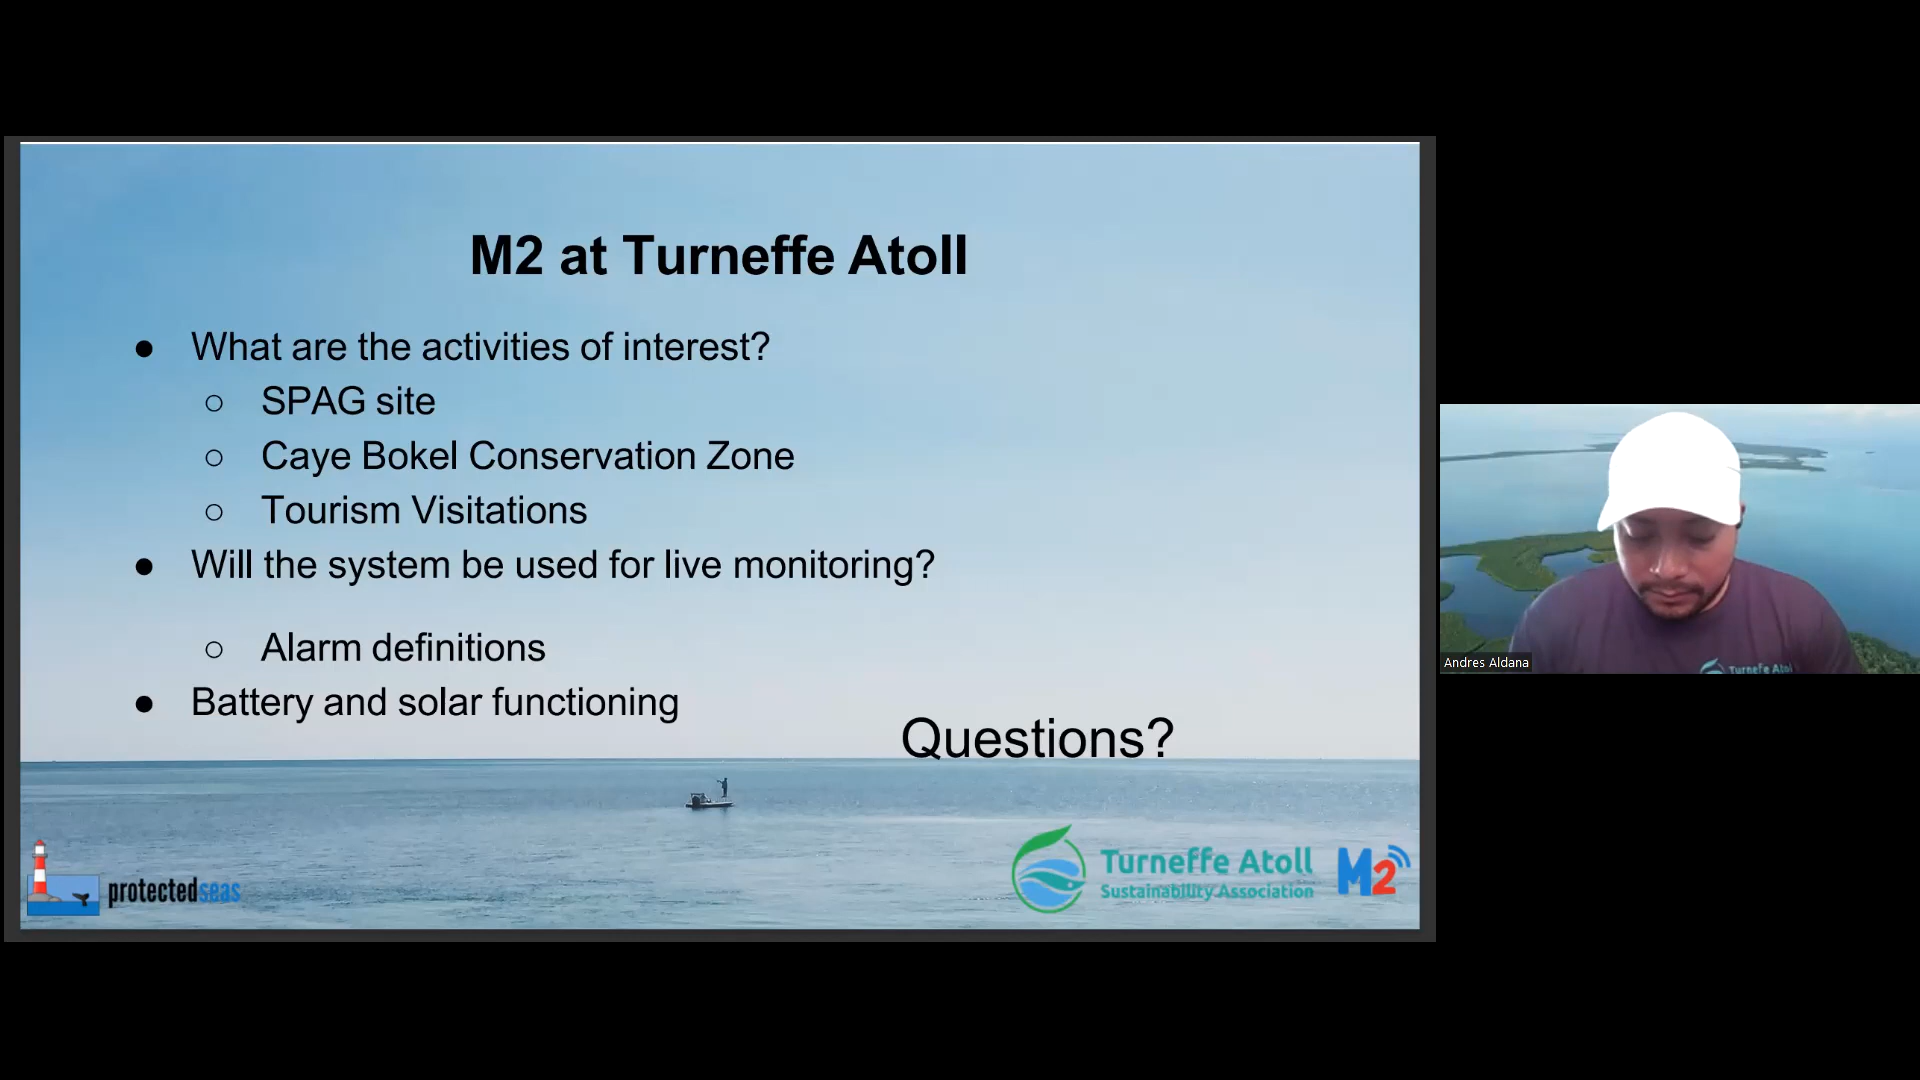 M2 at Turneffe Atoll
● What are the activities of interest?
○ SPAG site
○ Caye Bokel Conservation Zone
○ Tourism Visitations
● Will the system be used for live monitoring?
○ Alarm definitions
● Battery and solar functioning
Questions?
protectedseas
Turneffe Atoll
Sustainability Association
M2
Andres Aldana
Turneffe Atoll